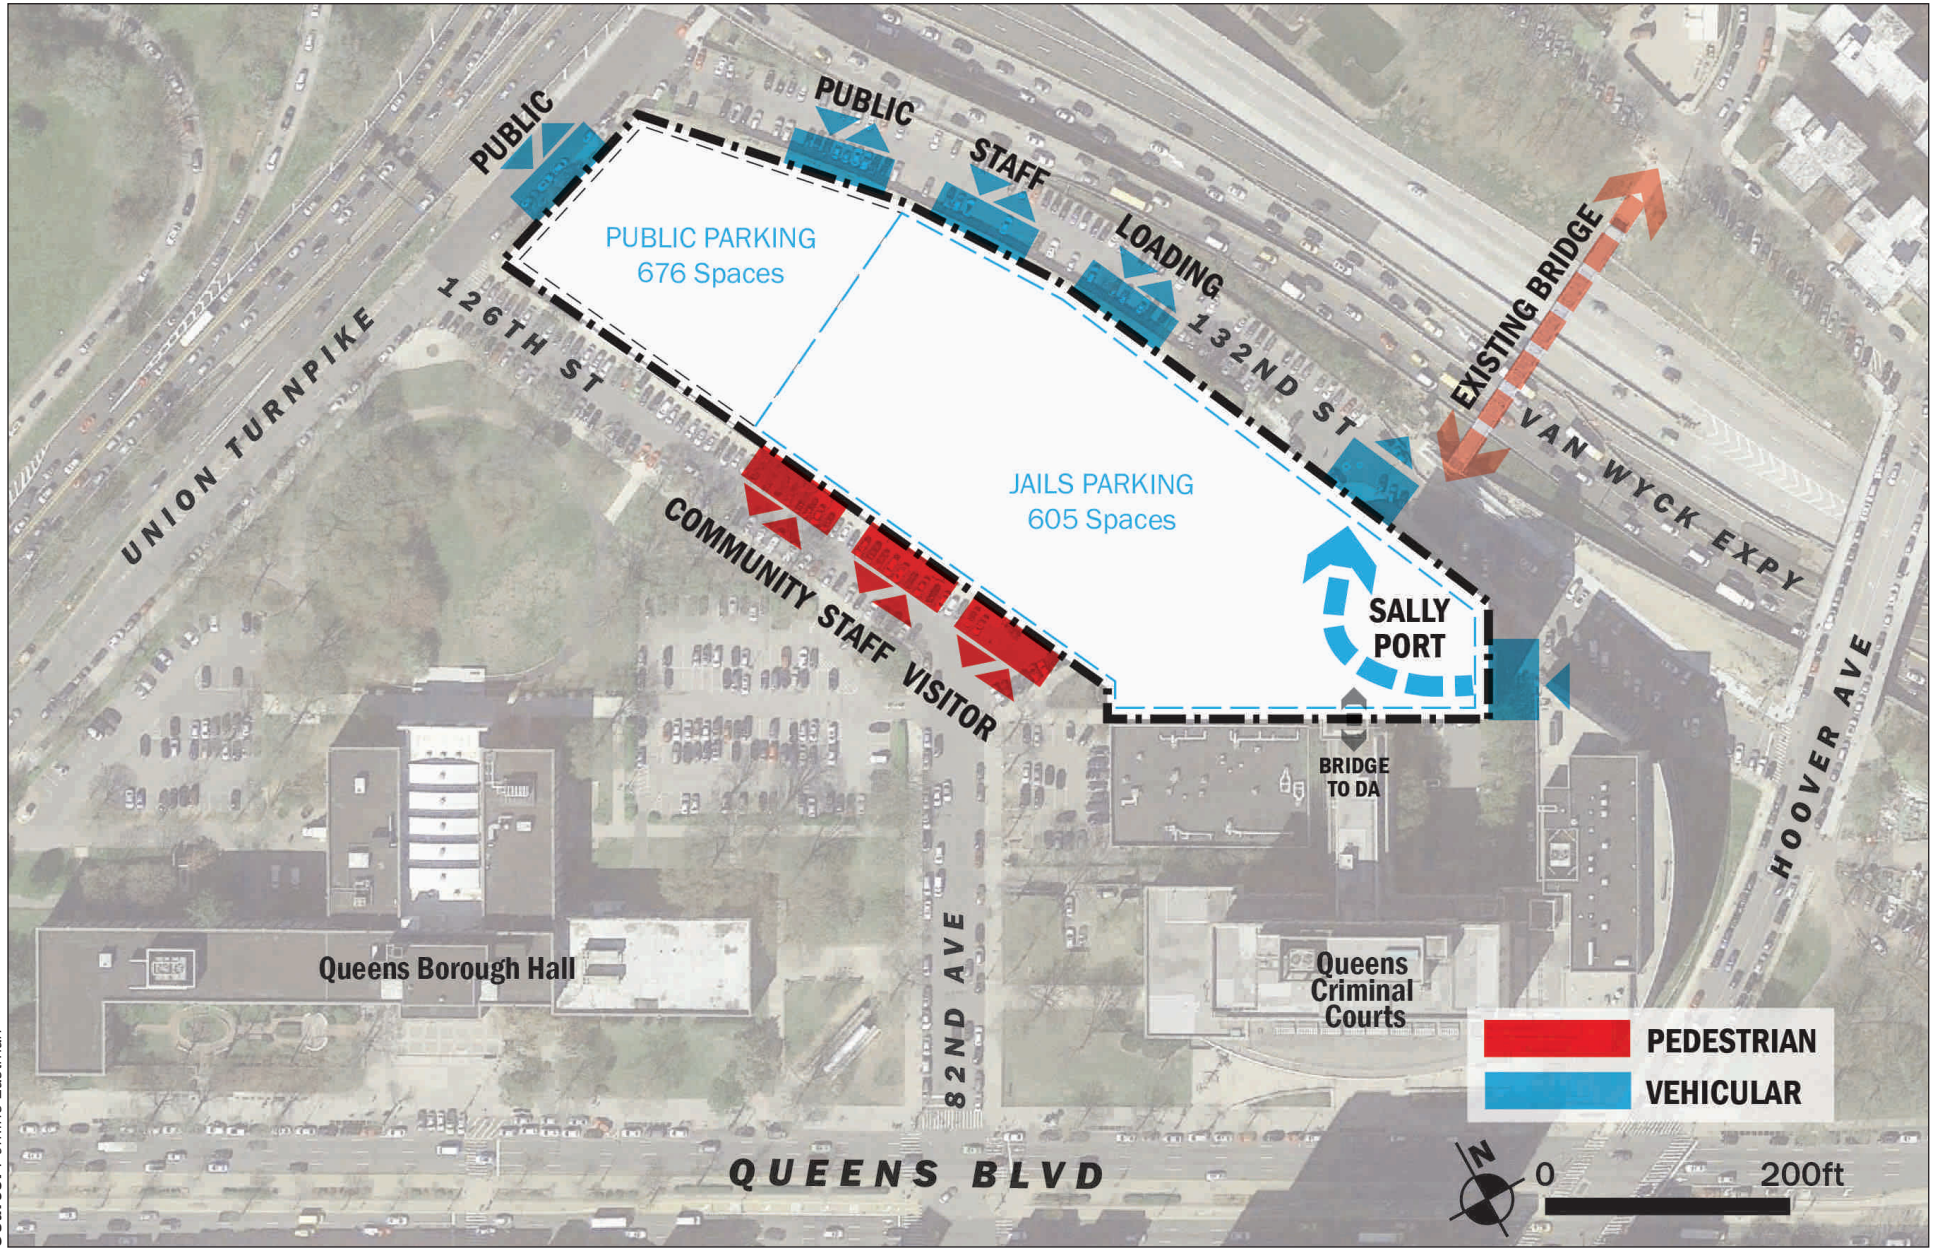 PUBLIC
PUBLIC
STAFF
LOADING
PUBLIC PARKING
676 Spaces
EXISTING BRIDGE
126TH ST
132ND ST
UNION TURNPIKE
VAN WYCK EXPY
JAILS PARKING
605 Spaces
COMMUNITY STAFF VISITOR
SALLY
PORT
BRIDGE
TO DA
HOOVER AVE
82ND AVE
Queens Borough Hall
Queens
Criminal
Courts
PEDESTRIAN
VEHICULAR
QUEENS BLVD
N
0 200ft